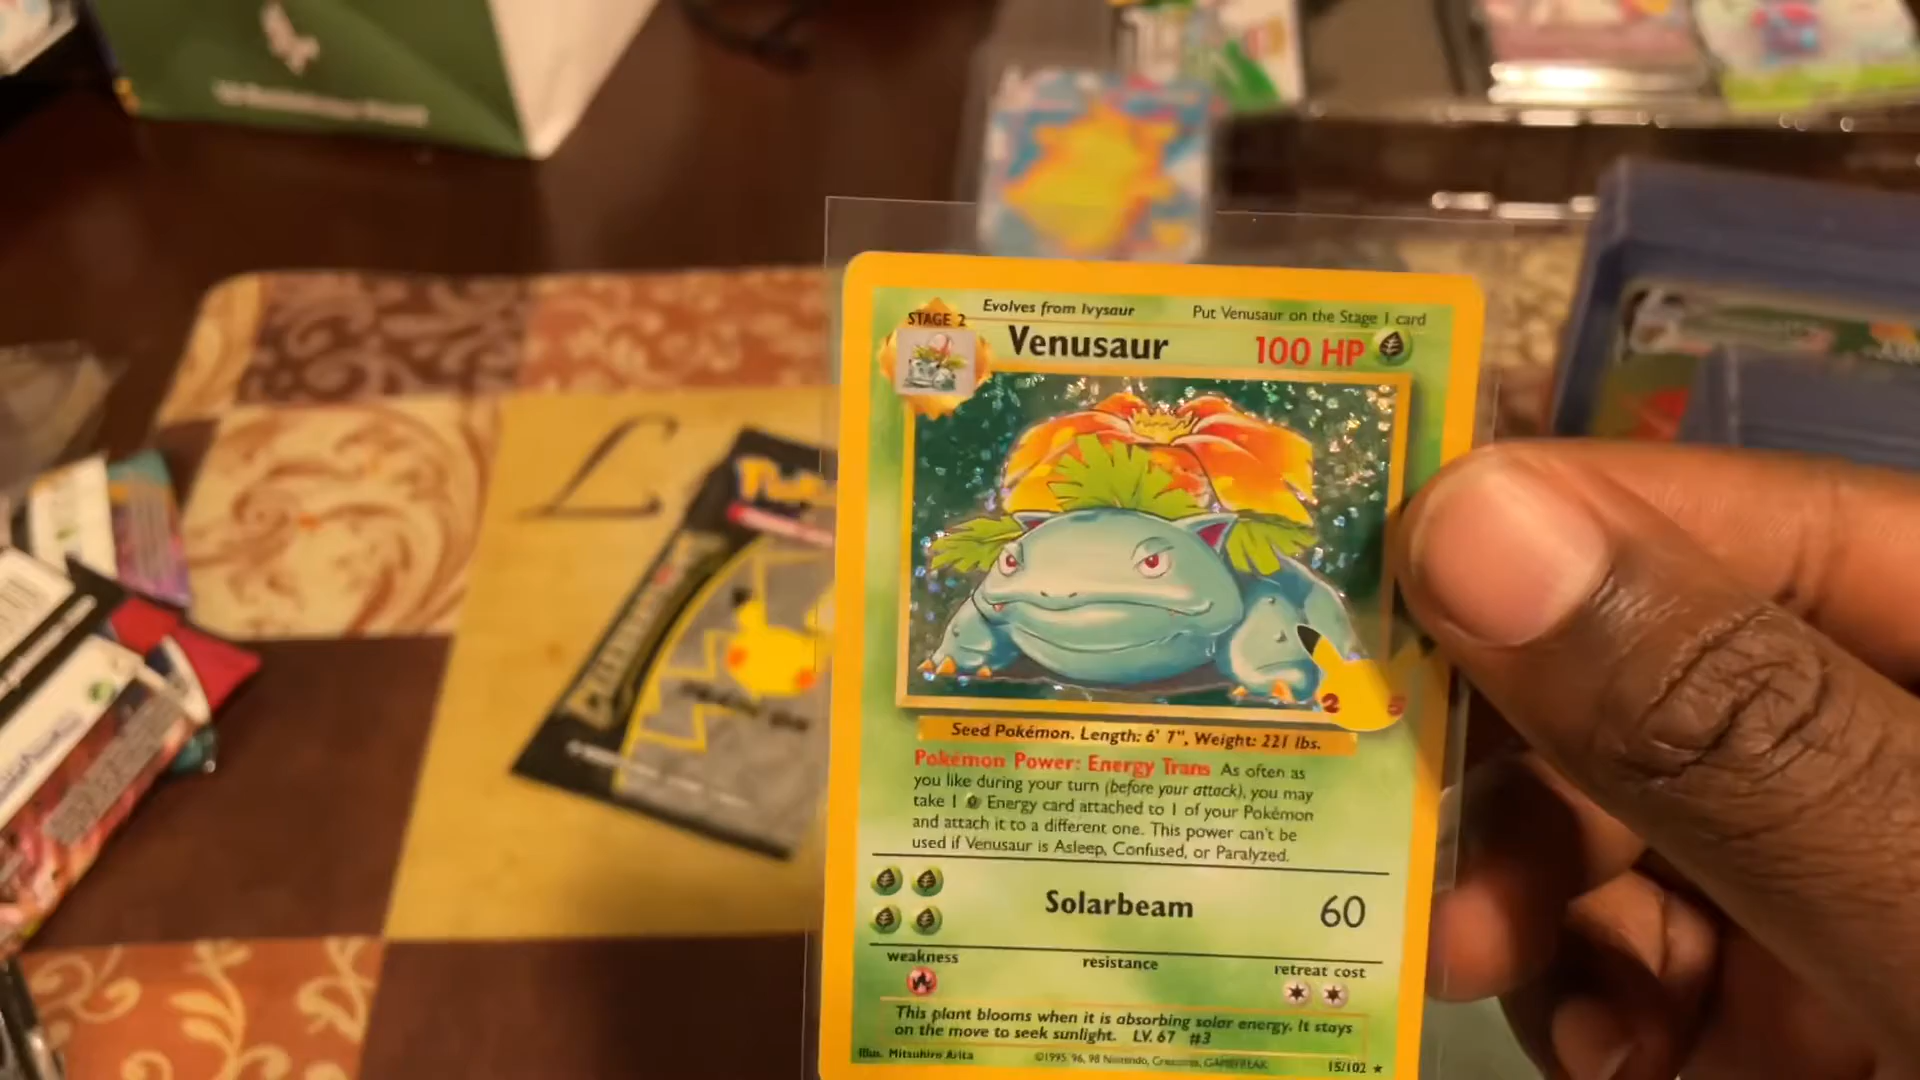 Evolves from Ivysaur
Put Venusaur on the Stage 1 card
STAGE 2
Venusaur
100 HP
2 5
Seed Pokémon. Length: 6' 7", Weight: 221 lbs.
Pokémon Power: Energy Trans As often as
you like during your turn (before your attack), you may
take 1 Energy card attached to 1 of your Pokémon
and attach it to a different one. This power can't be
used if Venusaur is Asleep, Confused, or Paralyzed.
Solarbeam
60
weakness
resistance
retreat cost
This plant blooms when it is absorbing solar energy. It stays
on the move to seek sunlight. LV. 67 #3
Illus. Mitsuhiro Arita
©1995, 96, 98 Nintendo, Creatures, GAMEFREAK
15/102
L